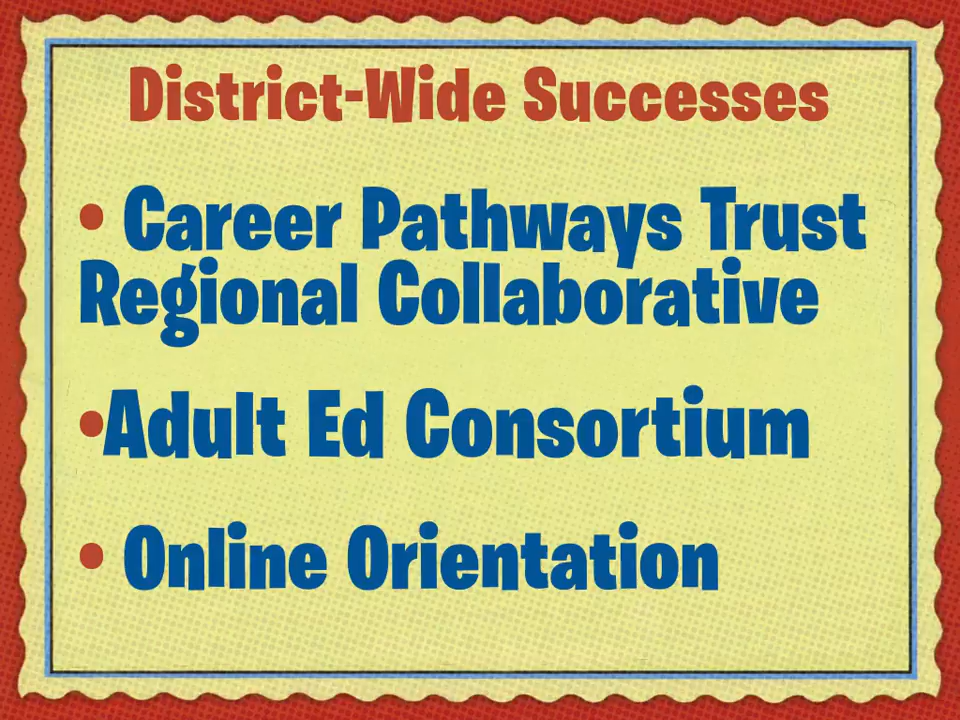 District-Wide Successes
• Career Pathways Trust
Regional Collaborative
•Adult Ed Consortium
• Online Orientation